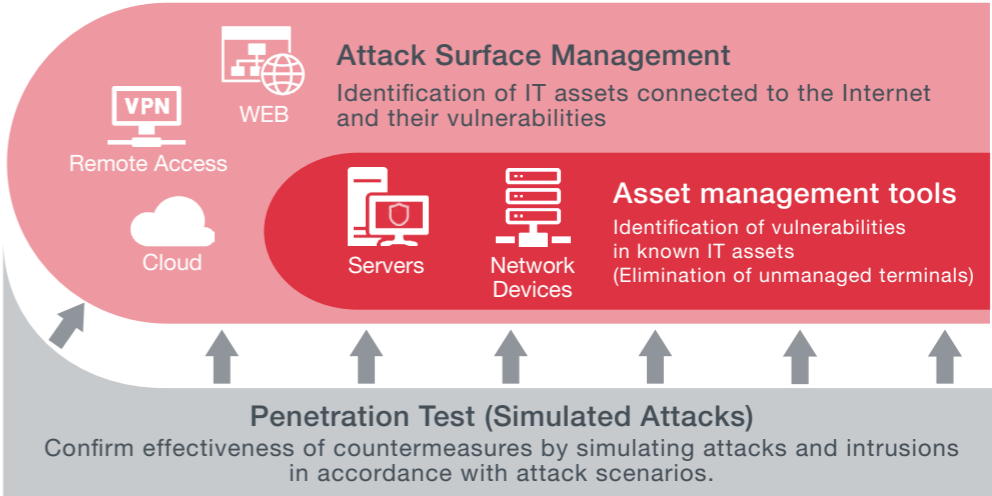 Attack Surface Management
Identification of IT assets connected to the Internet
and their vulnerabilities
WEB
VPN
Remote Access
Cloud
Servers
Network
Devices
Asset management tools
Identification of vulnerabilities
in known IT assets
(Elimination of unmanaged terminals)
Penetration Test (Simulated Attacks)
Confirm effectiveness of countermeasures by simulating attacks and intrusions
in accordance with attack scenarios.